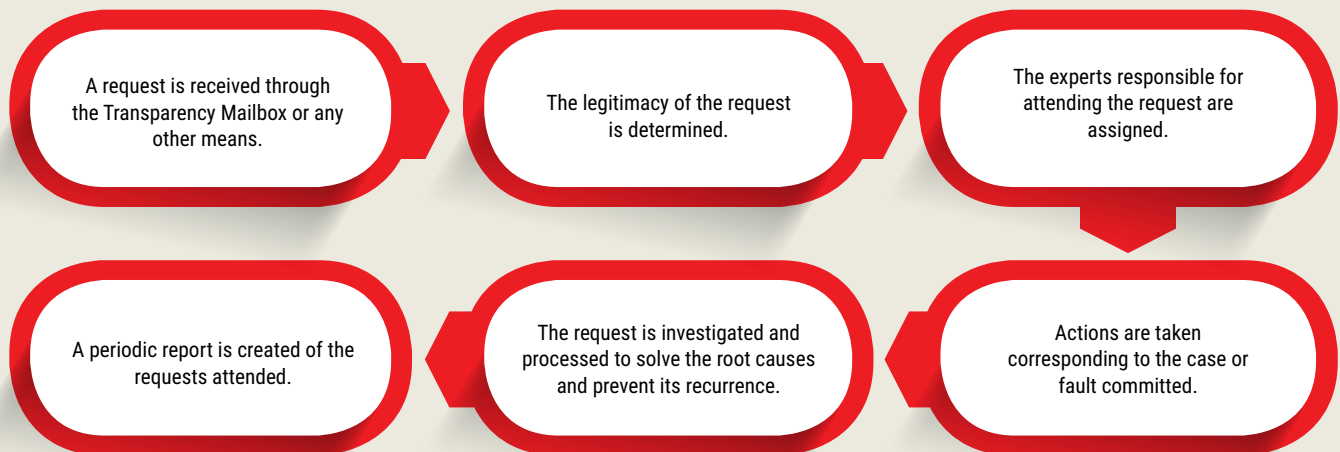 A request is received through
the Transparency Mailbox or any
other means.
The legitimacy of the request
is determined.
The experts responsible for
attending the request are
assigned.
Actions are taken
corresponding to the case or
fault committed.
The request is investigated and
processed to solve the root causes
and prevent its recurrence.
A periodic report is created of the
requests attended.